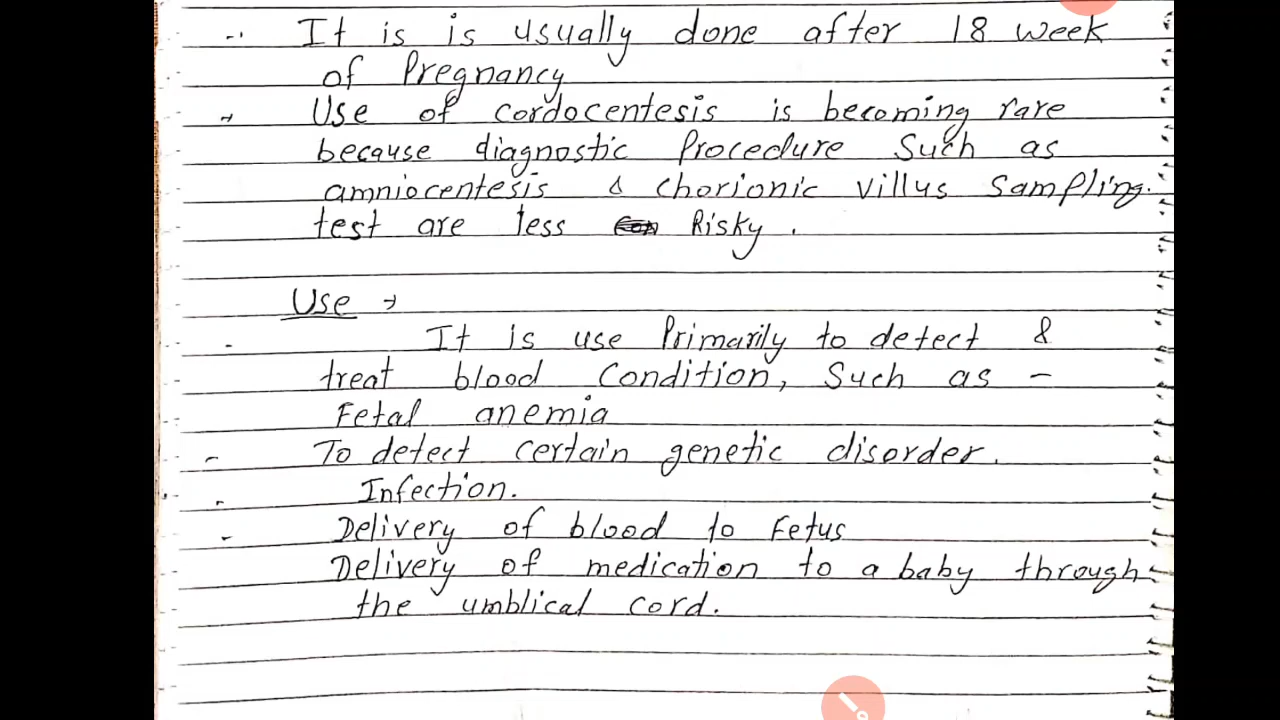 It is is usually done after 18 week
of Pregnancy
→ Use of cordocentesis is becoming rare
because diagnostic Procedure Such as
amniocentesis & chorionic villus sampling.
test are less Risky.
Use →
- It is use Primarily to detect &
treat blood condition, Such as -
Fetal anemia
- To detect certain genetic disorder.
- Infection.
- Delivery of blood to Fetus
Delivery of medication to a baby through
the umblical cord.